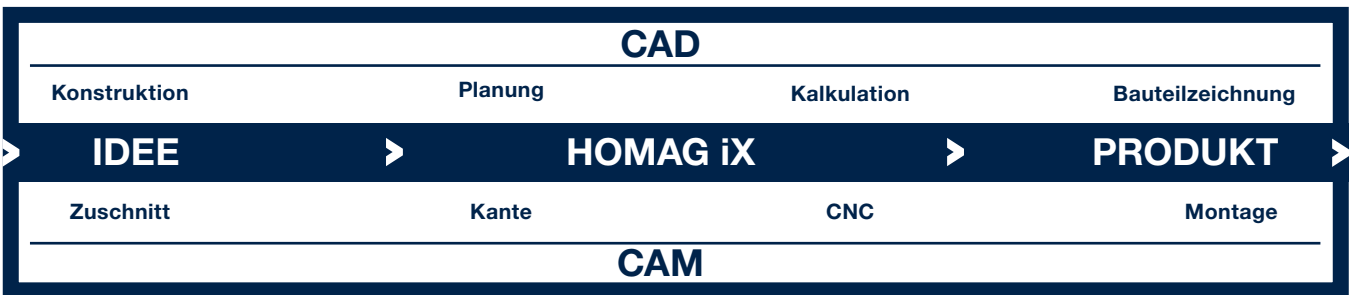 CAD
Konstruktion Planung Kalkulation Bauteilzeichnung
> IDEE > HOMAG iX > PRODUKT >
Zuschnitt Kante CNC Montage
CAM